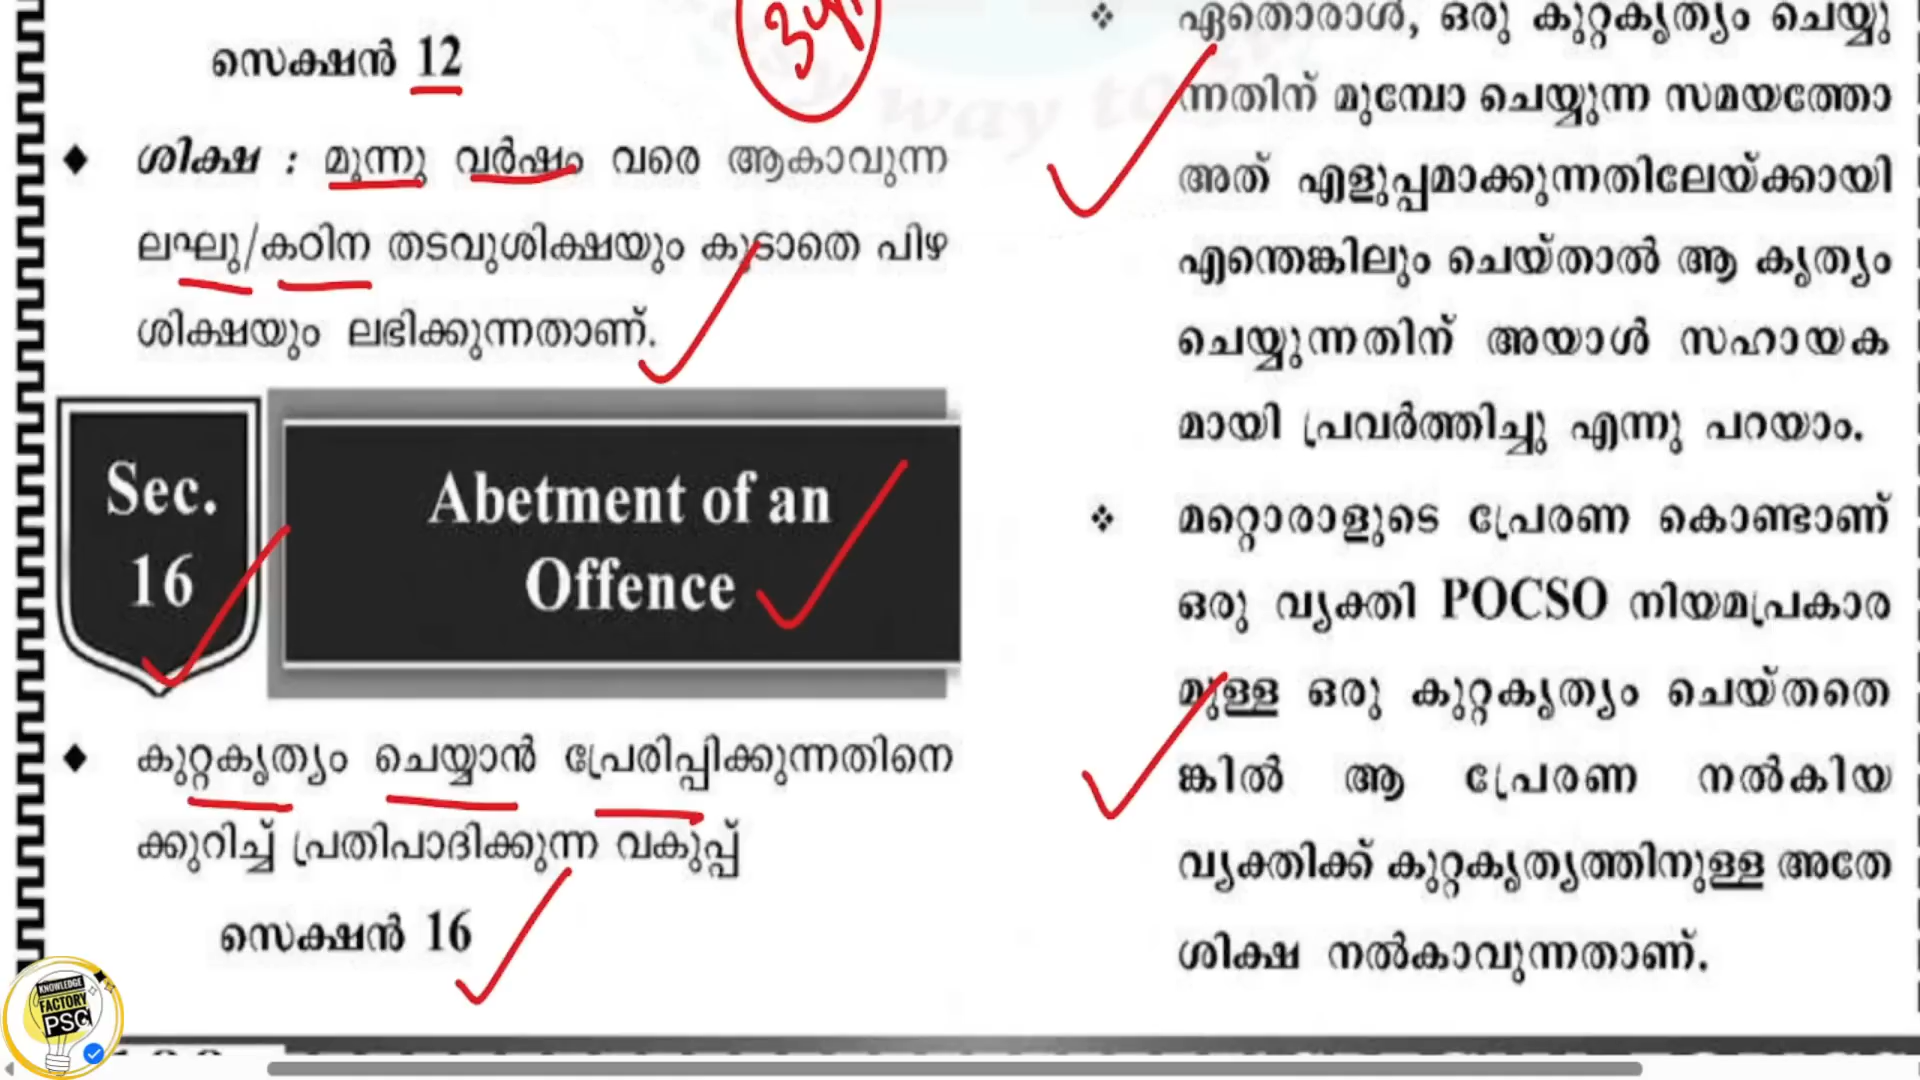 സെക്ഷൻ 12
♦ ശിക്ഷ : മൂന്നു വർഷം വരെ ആകാവുന്ന
ലഘു/കഠിന തടവുശിക്ഷയും കൂടാതെ പിഴ
ശിക്ഷയും ലഭിക്കുന്നതാണ്.
Sec.
16
Abetment of an
Offence
♦ കുറ്റകൃത്യം ചെയ്യാൻ പ്രേരിപ്പിക്കുന്നതിനെ
ക്കുറിച്ച് പ്രതിപാദിക്കുന്ന വകുപ്പ്
സെക്ഷൻ 16
❖ ഏതൊരാൾ, ഒരു കുറ്റകൃത്യം ചെയ്യു
ന്നതിന് മുമ്പോ ചെയ്യുന്ന സമയത്തോ
അത് എളുപ്പമാക്കുന്നതിലേയ്ക്കായി
എന്തെങ്കിലും ചെയ്താൽ ആ കൃത്യം
ചെയ്യുന്നതിന് അയാൾ സഹായക
മായി പ്രവർത്തിച്ചു എന്നു പറയാം.
❖ മറ്റൊരാളുടെ പ്രേരണ കൊണ്ടാണ്
ഒരു വ്യക്തി POCSO നിയമപ്രകാര
മുള്ള ഒരു കുറ്റകൃത്യം ചെയ്തതെ
ങ്കിൽ ആ പ്രേരണ നൽകിയ
വ്യക്തിക്ക് കുറ്റകൃത്യത്തിനുള്ള അതേ
ശിക്ഷ നൽകാവുന്നതാണ്.
KNOWLEDGE
FACTORY
PSC